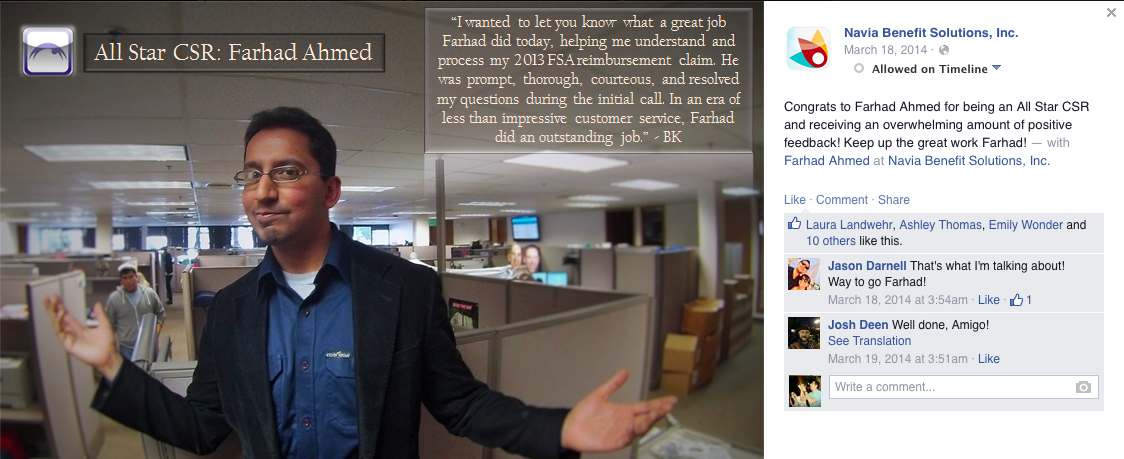 All Star CSR: Farhad Ahmed
"I wanted to let you know what a great job
Farhad did today, helping me understand and
process my 2013 FSA reimbursement claim. He
was prompt, thorough, courteous, and resolved
my questions during the initial call. In an era of
less than impressive customer service, Farhad
did an outstanding job." - BK
Navia Benefit Solutions, Inc.
March 18, 2014 ·
Allowed on Timeline
Congrats to Farhad Ahmed for being an All Star CSR
and receiving an overwhelming amount of positive
feedback! Keep up the great work Farhad! — with
Farhad Ahmed at Navia Benefit Solutions, Inc.
Like · Comment · Share
Laura Landwehr, Ashley Thomas, Emily Wonder and
10 others like this.
Jason Darnell That's what I'm talking about!
Way to go Farhad!
March 18, 2014 at 3:54am · Like · 1
Josh Deen Well done, Amigo!
See Translation
March 19, 2014 at 3:51am · Like
Write a comment...